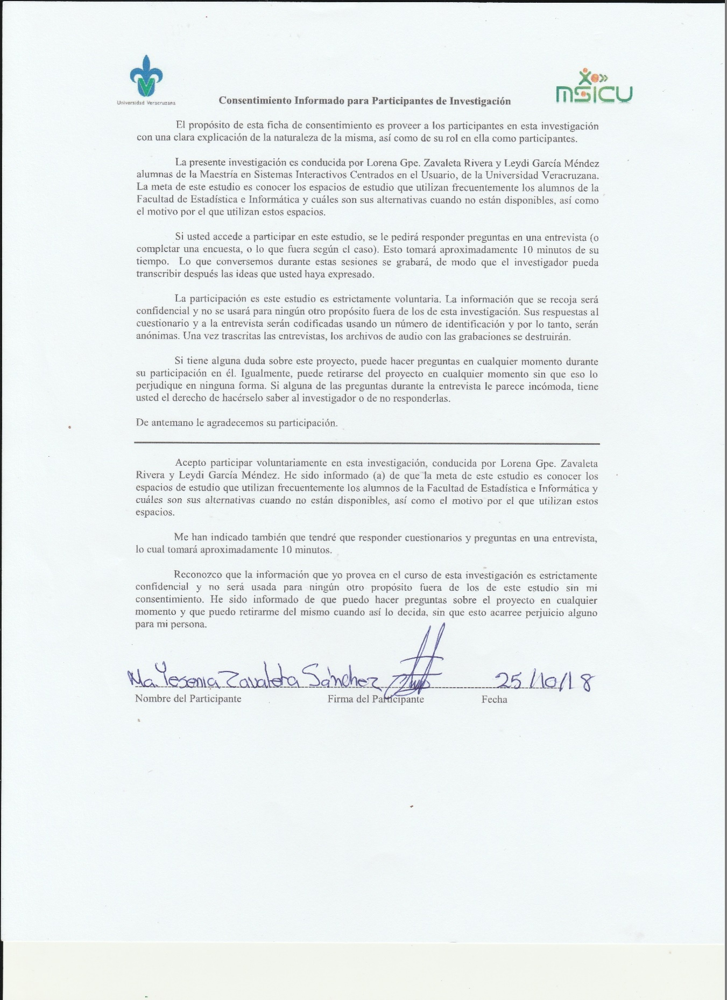 Universidad Veracruzana
MSICU
Consentimiento Informado para Participantes de Investigación
El propósito de esta ficha de consentimiento es proveer a los participantes en esta investigación
con una clara explicación de la naturaleza de la misma, así como de su rol en ella como participantes.
La presente investigación es conducida por Lorena Gpe. Zavaleta Rivera y Leydi García Méndez
alumnas de la Maestría en Sistemas Interactivos Centrados en el Usuario, de la Universidad Veracruzana.
La meta de este estudio es conocer los espacios de estudio que utilizan frecuentemente los alumnos de la
Facultad de Estadística e Informática y cuáles son sus alternativas cuando no están disponibles, así como
el motivo por el que utilizan estos espacios.
Si usted accede a participar en este estudio, se le pedirá responder preguntas en una entrevista (o
completar una encuesta, o lo que fuera según el caso). Esto tomará aproximadamente 10 minutos de su
tiempo. Lo que conversemos durante estas sesiones se grabará, de modo que el investigador pueda
transcribir después las ideas que usted haya expresado.
La participación es este estudio es estrictamente voluntaria. La información que se recoja será
confidencial y no se usará para ningún otro propósito fuera de los de esta investigación. Sus respuestas al
cuestionario y a la entrevista serán codificadas usando un número de identificación y por lo tanto, serán
anónimas. Una vez trascritas las entrevistas, los archivos de audio con las grabaciones se destruirán.
Si tiene alguna duda sobre este proyecto, puede hacer preguntas en cualquier momento durante
su participación en él. Igualmente, puede retirarse del proyecto en cualquier momento sin que eso lo
perjudique en ninguna forma. Si alguna de las preguntas durante la entrevista le parece incómoda, tiene
usted el derecho de hacérselo saber al investigador o de no responderlas.
De antemano le agradecemos su participación.
Acepto participar voluntariamente en esta investigación, conducida por Lorena Gpe. Zavaleta
Rivera y Leydi García Méndez. He sido informado (a) de que la meta de este estudio es conocer los
espacios de estudio que utilizan frecuentemente los alumnos de la Facultad de Estadística e Informática y
cuáles son sus alternativas cuando no están disponibles, así como el motivo por el que utilizan estos
espacios.
Me han indicado también que tendré que responder cuestionarios y preguntas en una entrevista,
lo cual tomará aproximadamente 10 minutos.
Reconozco que la información que yo provea en el curso de esta investigación es estrictamente
confidencial y no será usada para ningún otro propósito fuera de los de este estudio sin mi
consentimiento. He sido informado de que puedo hacer preguntas sobre el proyecto en cualquier
momento y que puedo retirarme del mismo cuando así lo decida, sin que esto acarree perjuicio alguno
para mi persona.
Ma. Yesenia Zavaleta Sánchez 25/10/18
Nombre del Participante Firma del Participante Fecha